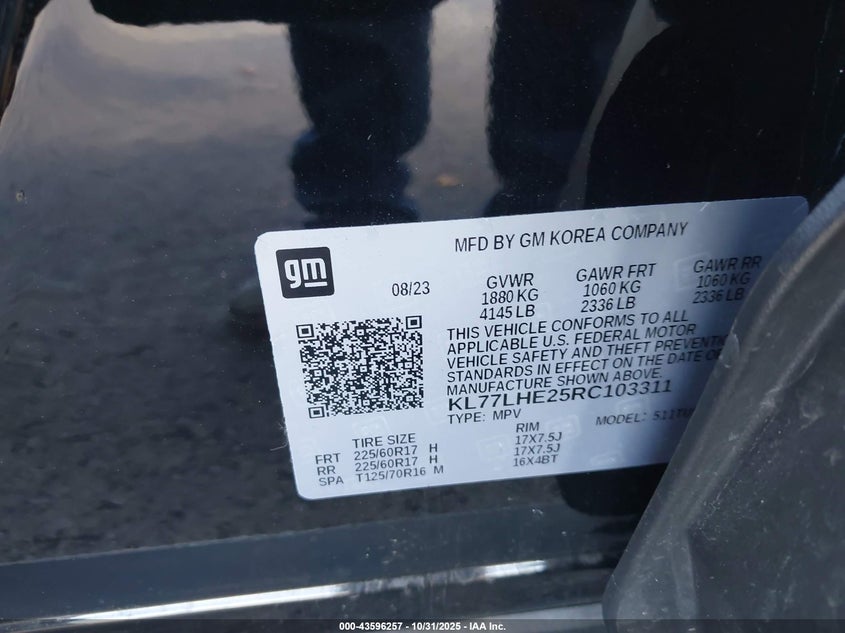 gm
MFD BY GM KOREA COMPANY
08/23
GVWR GAWR FRT GAWR RR
1880 KG 1060 KG 1060 KG
4145 LB 2336 LB 2336 LB
THIS VEHICLE CONFORMS TO ALL
APPLICABLE U.S. FEDERAL MOTOR
VEHICLE SAFETY AND THEFT PREVENTI
STANDARDS IN EFFECT ON THE DATE OF
MANUFACTURE SHOWN ABOVE.
KL77LHE25RC103311
TYPE: MPV MODEL:
TIRE SIZE RIM
FRT 225/60R17 H 17X7.5J
RR 225/60R17 H 17X7.5J
SPA T125/70R16 M 16X4BT
000-43596257 - 10/31/2025 - IAA Inc.